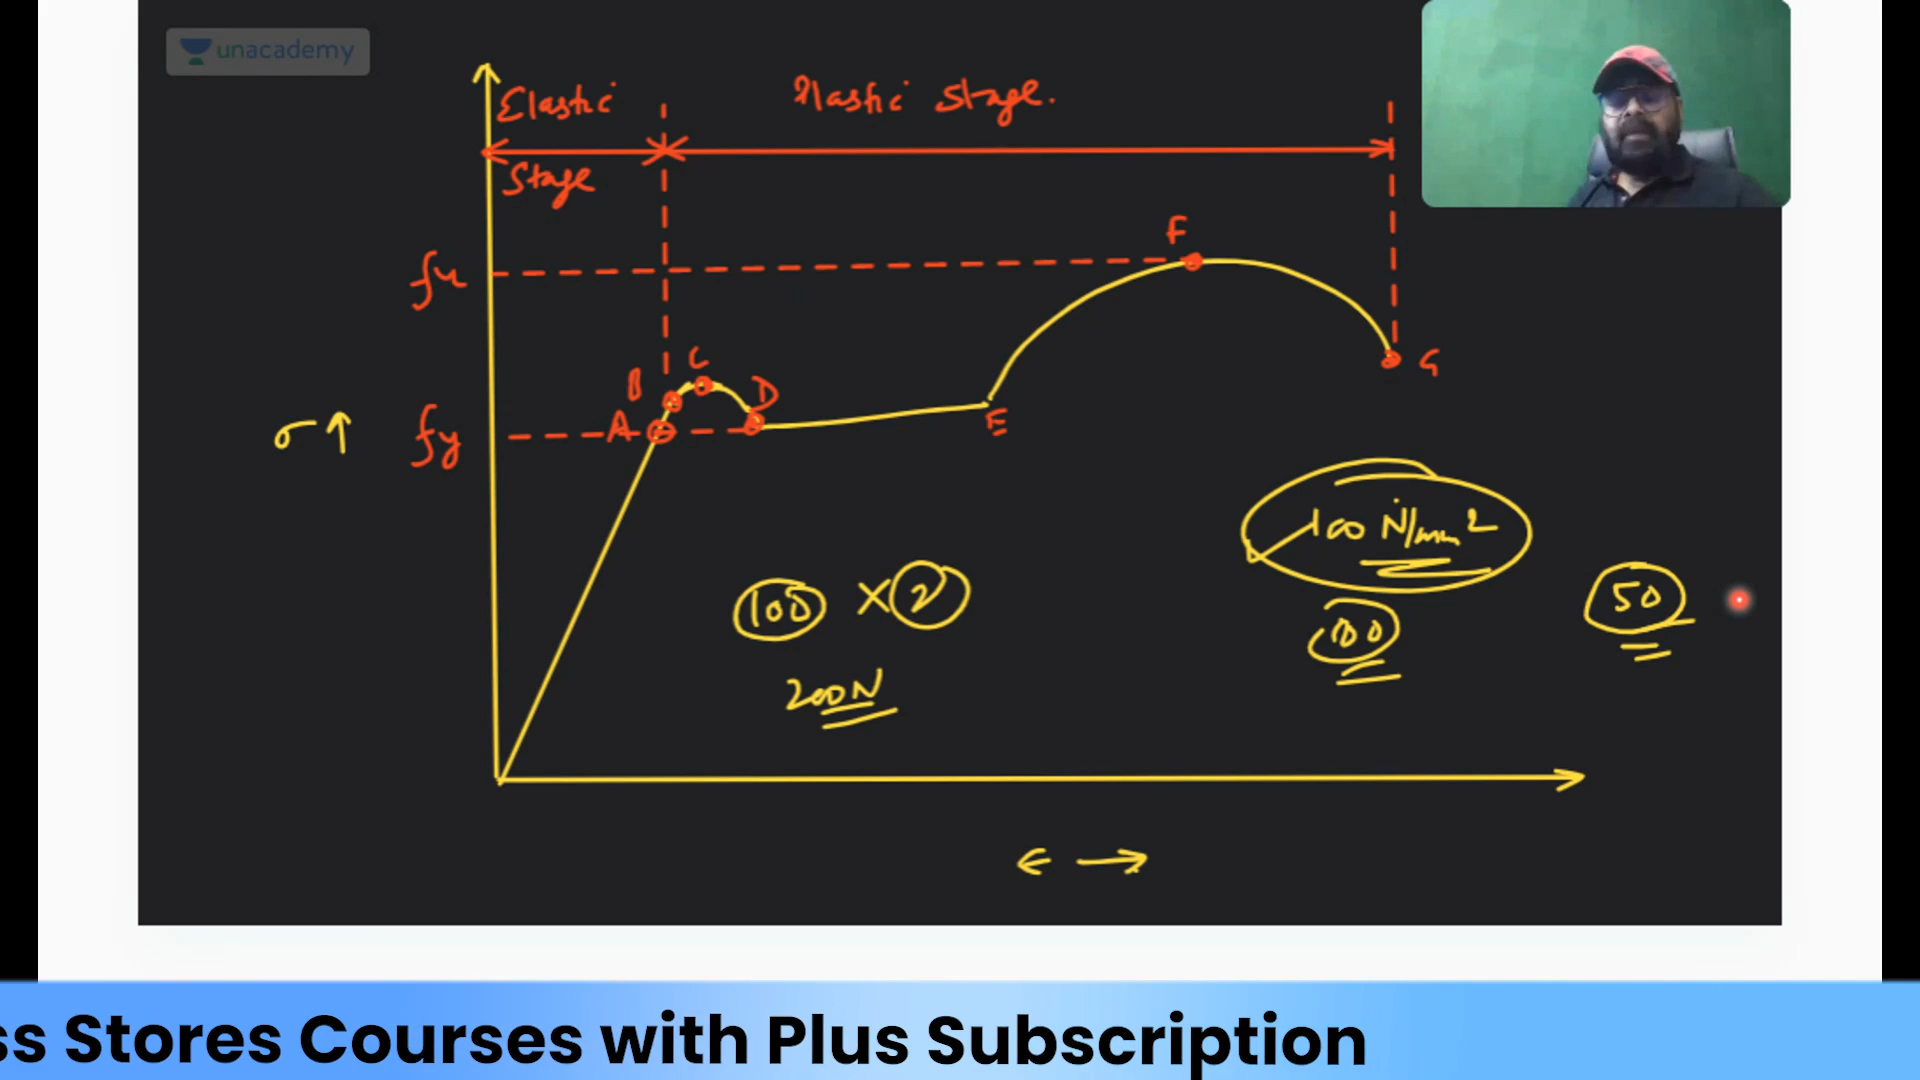 unacademy
Elastic
Stage
Plastic Stage.
fu
F
C
B
D
A
G
E
σ↑
fy
100 N/mm²
100 × 2
200N
100
50
∈ →
ss Stores Courses with Plus Subscription